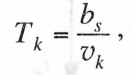 T_k = b_s / v_k ,